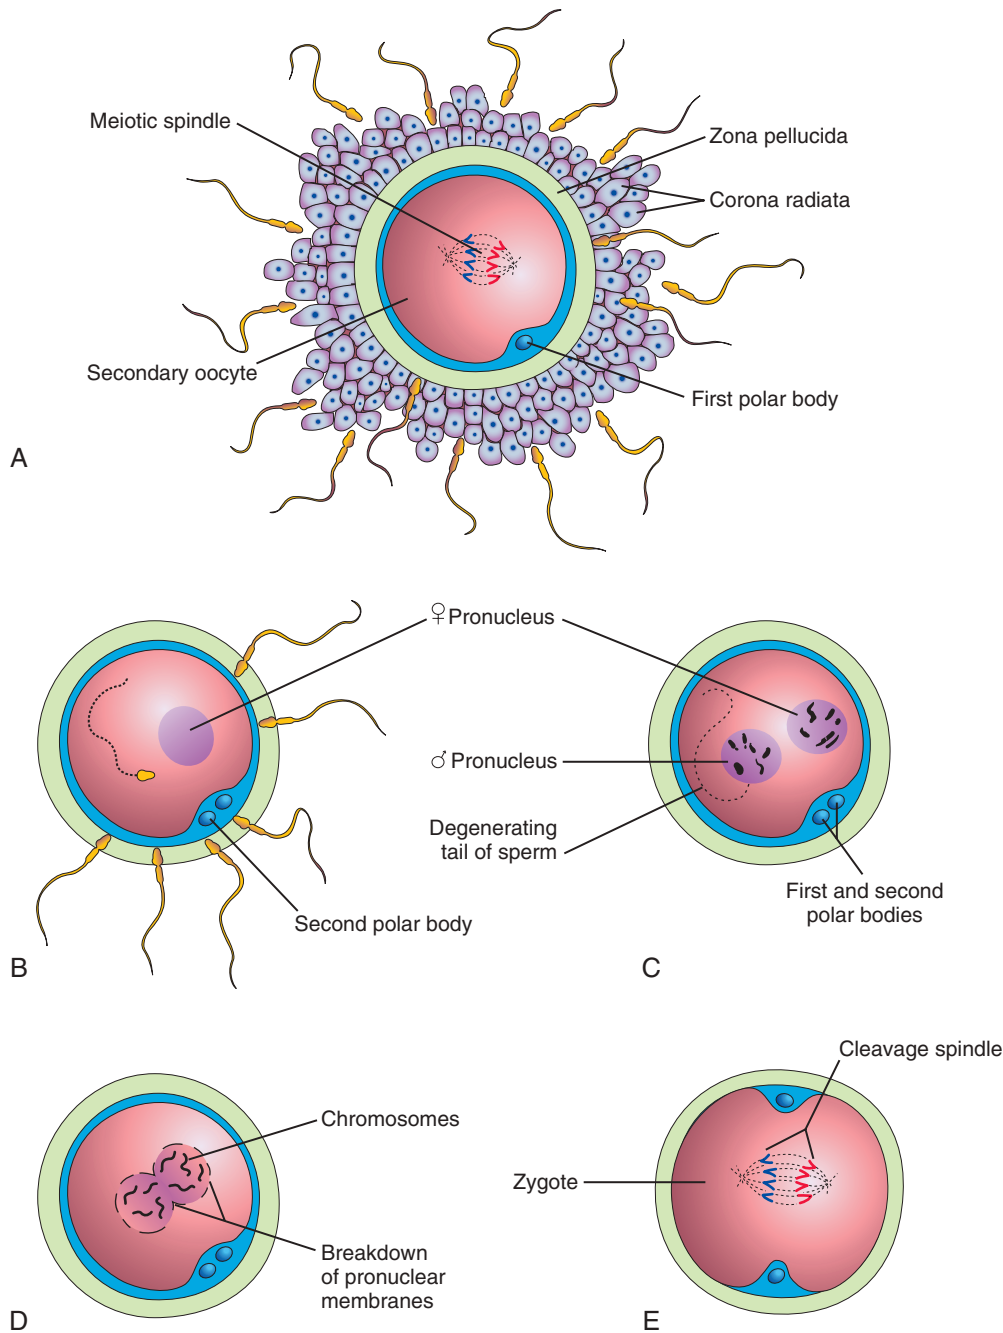 Meiotic spindle
Zona pellucida
Corona radiata
Secondary oocyte
First polar body
A
♀ Pronucleus
♂ Pronucleus
Degenerating
tail of sperm
First and second
polar bodies
Second polar body
B
C
Cleavage spindle
Chromosomes
Zygote
Breakdown
of pronuclear
membranes
D
E